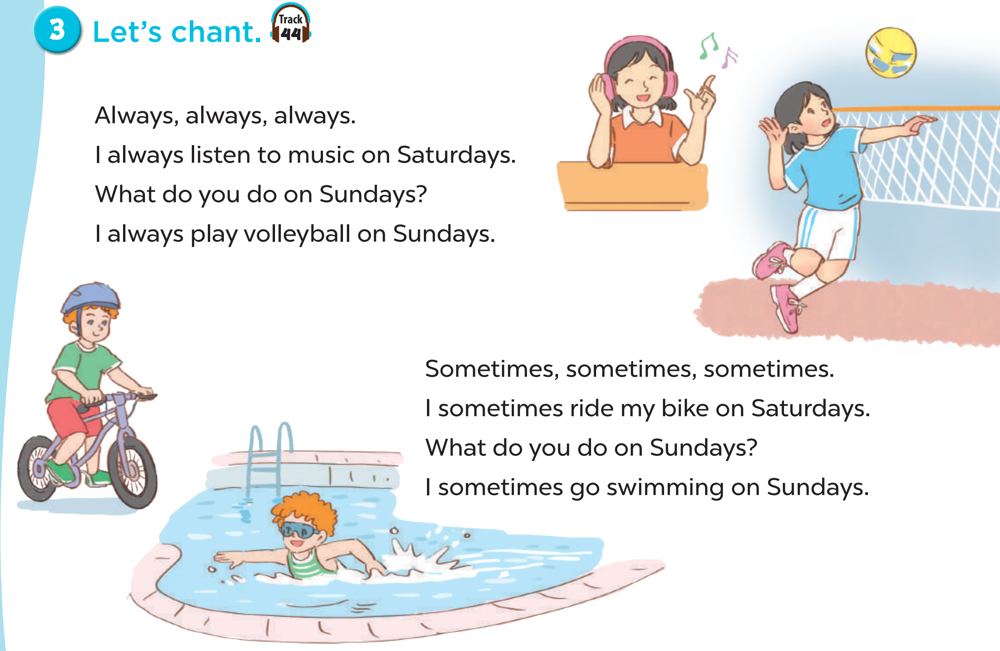 3 Let's chant. Track 44
Always, always, always.
I always listen to music on Saturdays.
What do you do on Sundays?
I always play volleyball on Sundays.
Sometimes, sometimes, sometimes.
I sometimes ride my bike on Saturdays.
What do you do on Sundays?
I sometimes go swimming on Sundays.